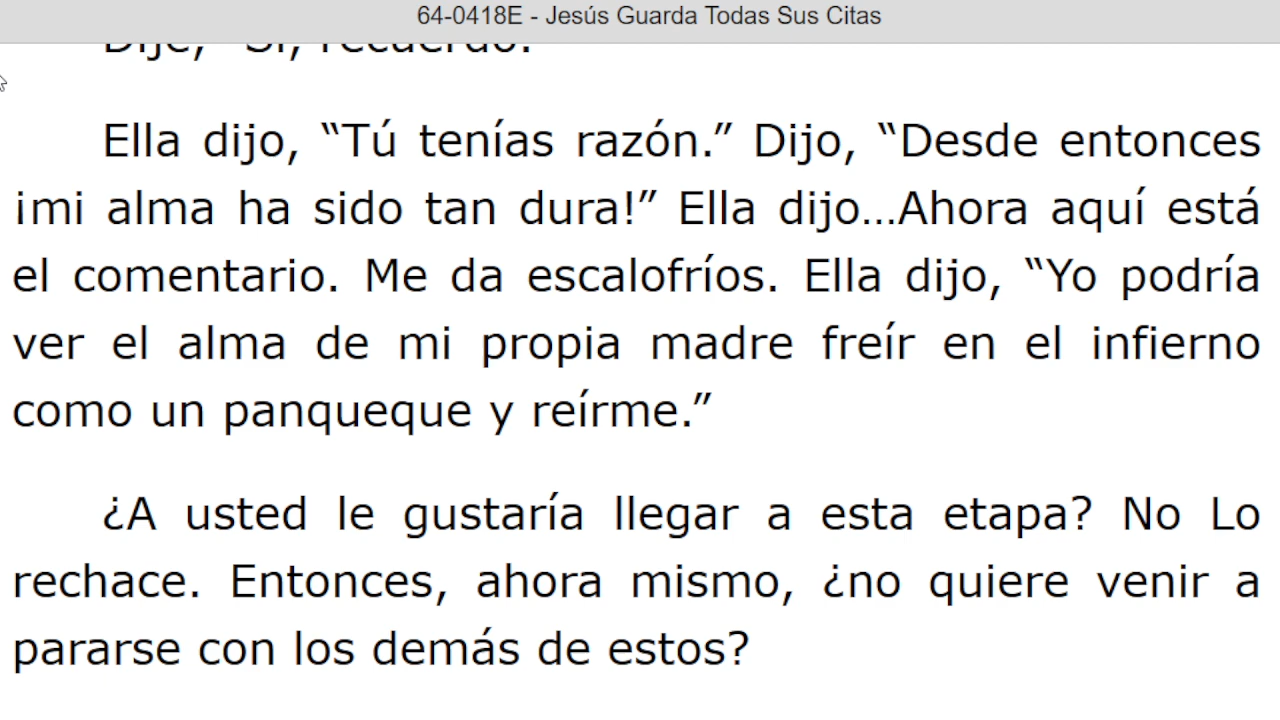 64-0418E - Jesús Guarda Todas Sus Citas
Dije, “Sí, recuerdo.”
Ella dijo, “Tú tenías razón.” Dijo, “Desde entonces
¡mi alma ha sido tan dura!” Ella dijo...Ahora aquí está
el comentario. Me da escalofríos. Ella dijo, “Yo podría
ver el alma de mi propia madre freír en el infierno
como un panqueque y reírme.”
¿A usted le gustaría llegar a esta etapa? No Lo
rechace. Entonces, ahora mismo, ¿no quiere venir a
pararse con los demás de estos?